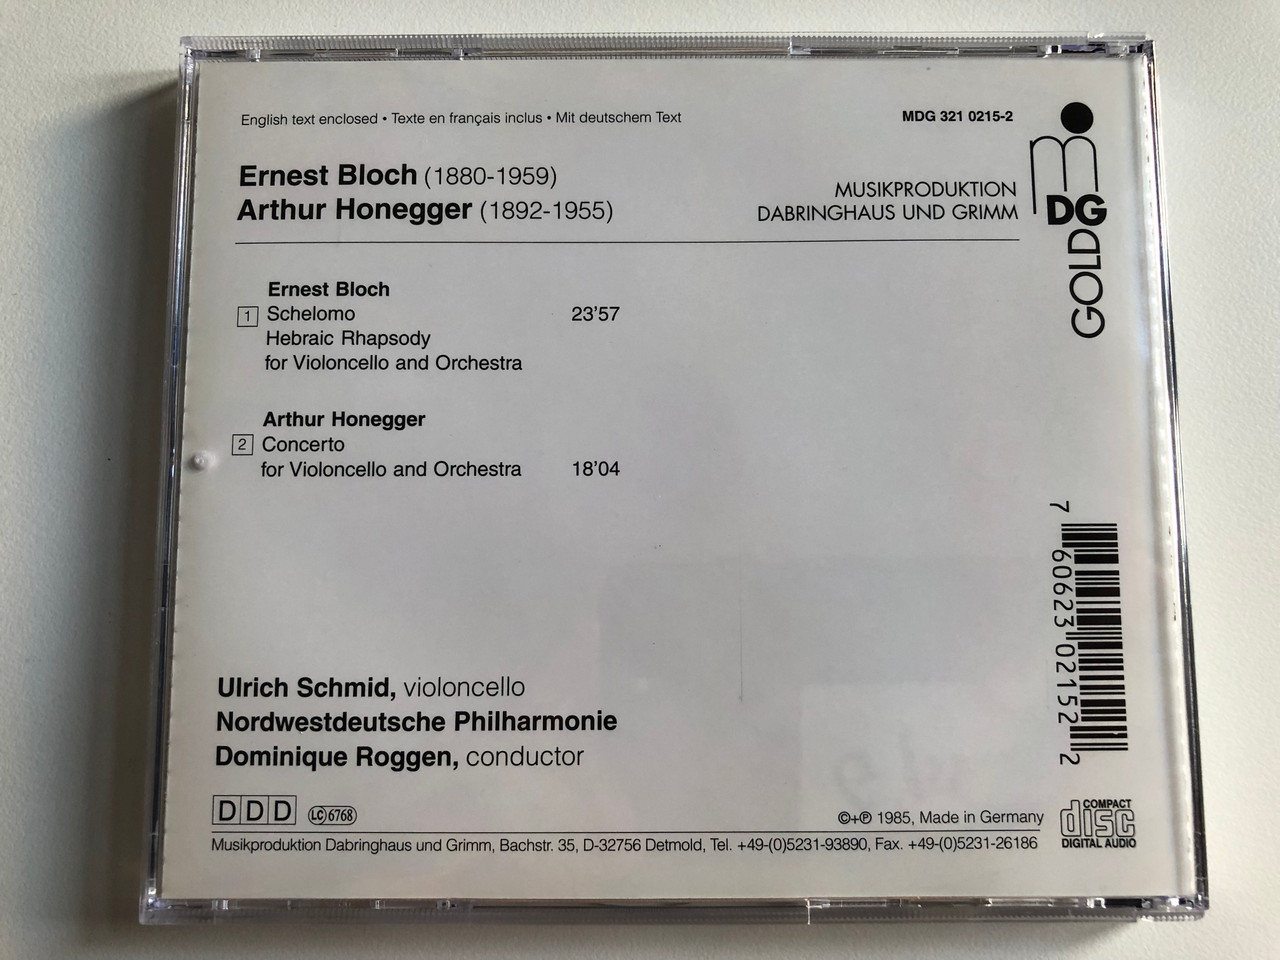 English text enclosed • Texte en français inclus • Mit deutschem Text
MDG 321 0215-2
Ernest Bloch (1880-1959)
Arthur Honegger (1892-1955)
MUSIKPRODUKTION
DABRINGHAUS UND GRIMM
m
DG
GOLD
Ernest Bloch
1 Schelomo 23'57
Hebraic Rhapsody
for Violoncello and Orchestra
Arthur Honegger
2 Concerto
for Violoncello and Orchestra 18'04
7 60623 02152 2
Ulrich Schmid, violoncello
Nordwestdeutsche Philharmonie
Dominique Roggen, conductor
DDD LC 6768
©+℗ 1985, Made in Germany
COMPACT
disc
DIGITAL AUDIO
Musikproduktion Dabringhaus und Grimm, Bachstr. 35, D-32756 Detmold, Tel. +49-(0)5231-93890, Fax. +49-(0)5231-26186